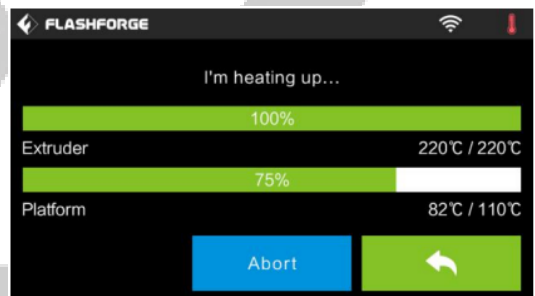 FLASHFORGE
I'm heating up...
100%
Extruder 220℃ / 220℃
75%
Platform 82℃ / 110℃
Abort